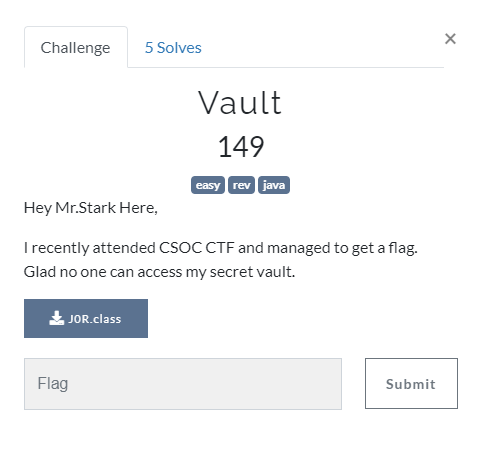 Challenge
5 Solves
×
Vault
149
easy rev java
Hey Mr.Stark Here,
I recently attended CSOC CTF and managed to get a flag.
Glad no one can access my secret vault.
J0R.class
Flag
Submit